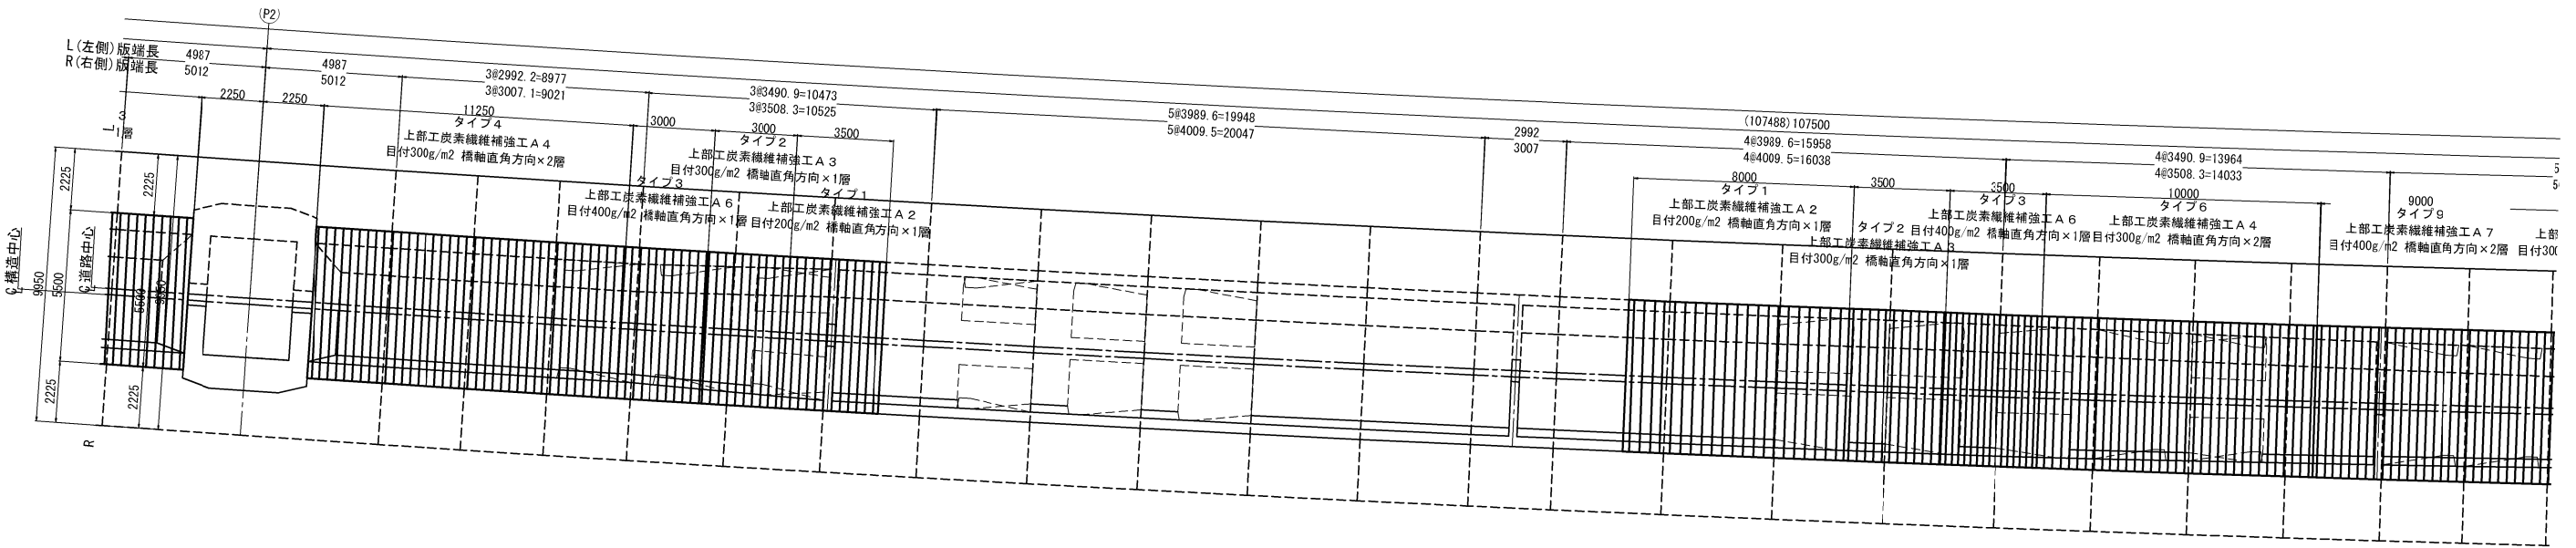 (P2)
L(左側)版端長
R(右側)版端長
4987
5012
4987
5012
3@2992.2=8977
3@3007.1=9021
3@3490.9=10473
3@3508.3=10525
5@3989.6=19948
5@4009.5=20047
(107488)107500
2992
3007
4@3989.6=15958
4@4009.5=16038
4@3490.9=13964
4@3508.3=14033
2250
2250
11250
3000
3000
3500
8000
3500
3500
10000
9000
L
3
1層
タイプ4
上部工炭素繊維補強工A4
目付300g/m2 橋軸直角方向×2層
タイプ2
上部工炭素繊維補強工A3
目付300g/m2 橋軸直角方向×1層
タイプ3
上部工炭素繊維補強工A6
目付400g/m2 橋軸直角方向×1層
タイプ1
上部工炭素繊維補強工A2
目付200g/m2 橋軸直角方向×1層
タイプ1
上部工炭素繊維補強工A2
目付200g/m2 橋軸直角方向×1層
タイプ2
上部工炭素繊維補強工A3
目付300g/m2 橋軸直角方向×1層
タイプ3
上部工炭素繊維補強工A6
目付400g/m2 橋軸直角方向×1層
タイプ6
上部工炭素繊維補強工A4
目付300g/m2 橋軸直角方向×2層
タイプ9
上部工炭素繊維補強工A7
目付400g/m2 橋軸直角方向×2層
上部
目付300
2225
2225
℄構造中心
9950
5500
℄道路中心
5500
9950
2225
2225
R